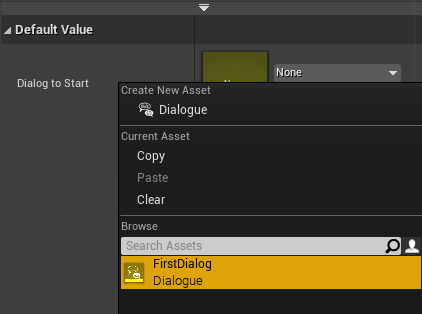 Default Value
Dialog to Start
None
Create New Asset
Dialogue
Current Asset
Copy
Paste
Clear
Browse
Search Assets
FirstDialog
Dialogue